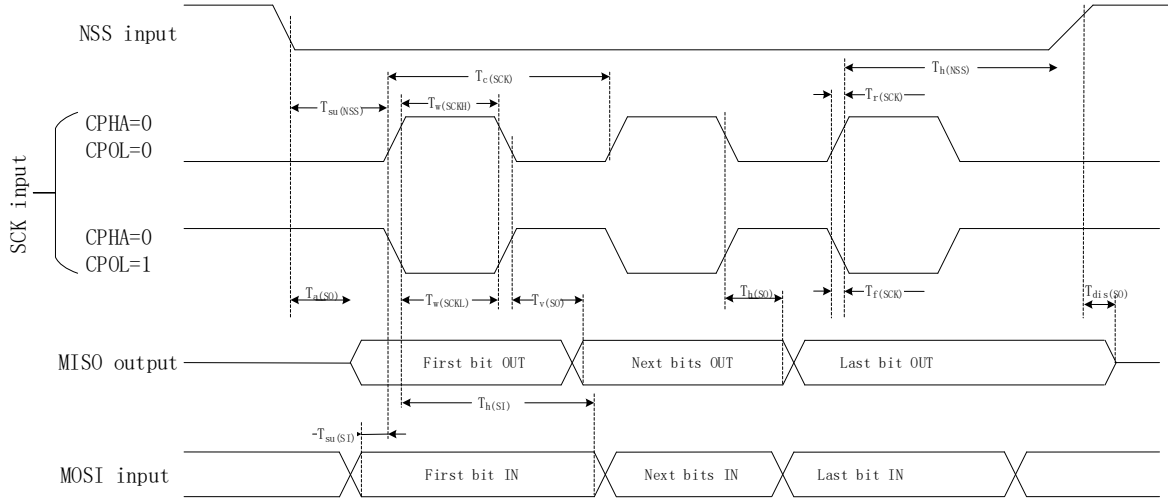 NSS input
Tc(SCK)
Th(NSS)
Tsu(NSS)
Tw(SCKH)
Tr(SCK)
SCK input
CPHA=0
CPOL=0
CPHA=0
CPOL=1
Ta(SO)
Tw(SCKL)
Tv(SO)
Th(SO)
Tf(SCK)
Tdis(SO)
MISO output
First bit OUT
Next bits OUT
Last bit OUT
Th(SI)
Tsu(SI)
MOSI input
First bit IN
Next bits IN
Last bit IN